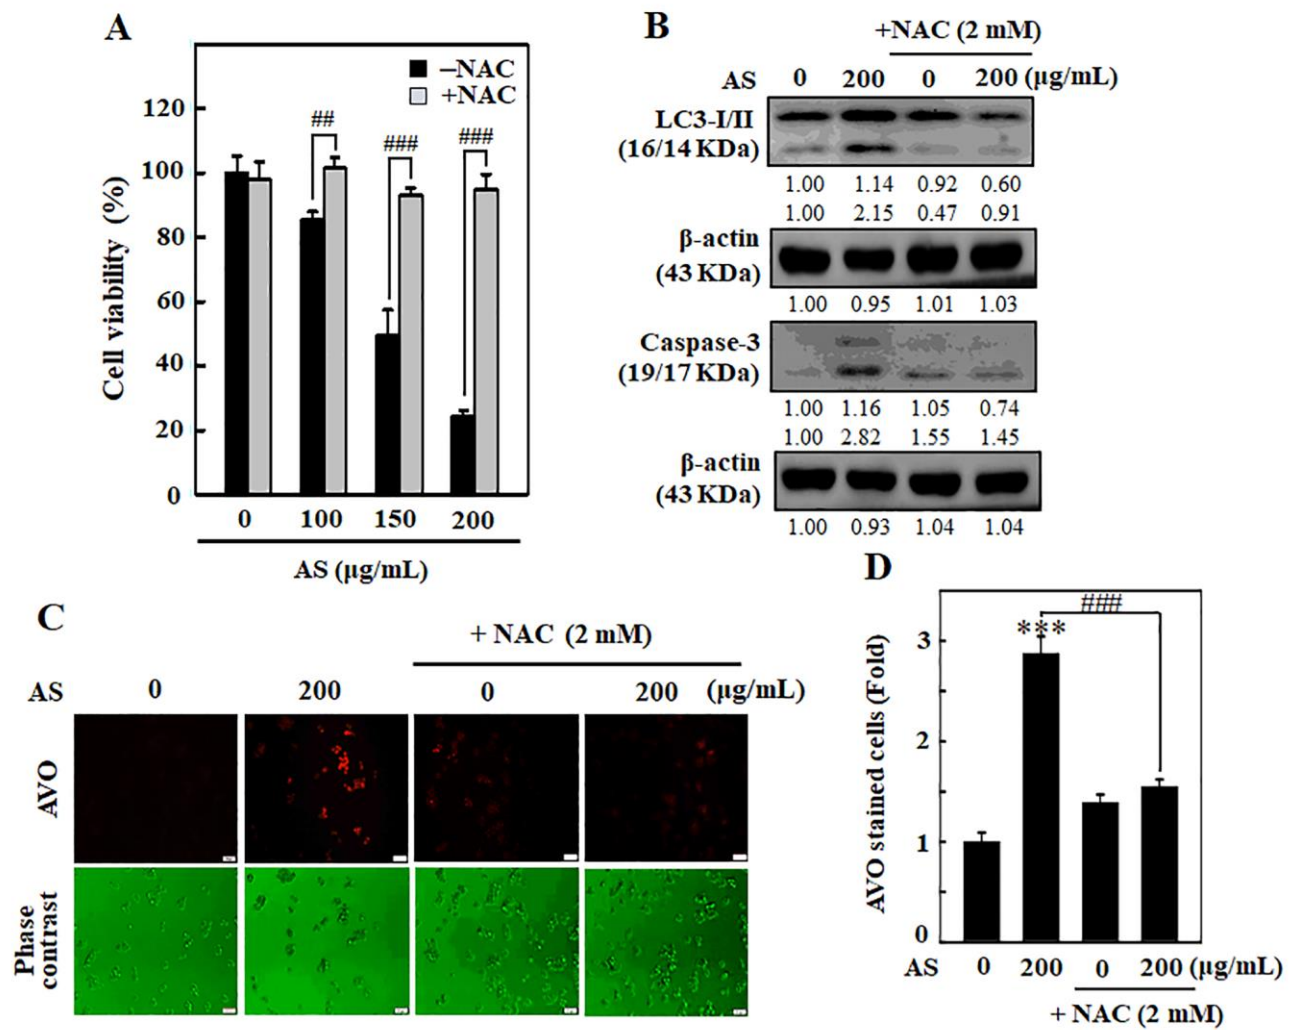 A
–NAC
+NAC
120
100
80
60
40
20
0
Cell viability (%)
##
###
###
0 100 150 200
AS (µg/mL)
B
+NAC (2 mM)
AS 0 200 0 200 (µg/mL)
LC3-I/II
(16/14 KDa)
1.00 1.14 0.92 0.60
1.00 2.15 0.47 0.91
β-actin
(43 KDa)
1.00 0.95 1.01 1.03
Caspase-3
(19/17 KDa)
1.00 1.16 1.05 0.74
1.00 2.82 1.55 1.45
β-actin
(43 KDa)
1.00 0.93 1.04 1.04
C
+ NAC (2 mM)
AS 0 200 0 200 (µg/mL)
AVO
Phase
contrast
D
AVO stained cells (Fold)
3
2
1
0
***
###
AS 0 200 0 200 (µg/mL)
+ NAC (2 mM)